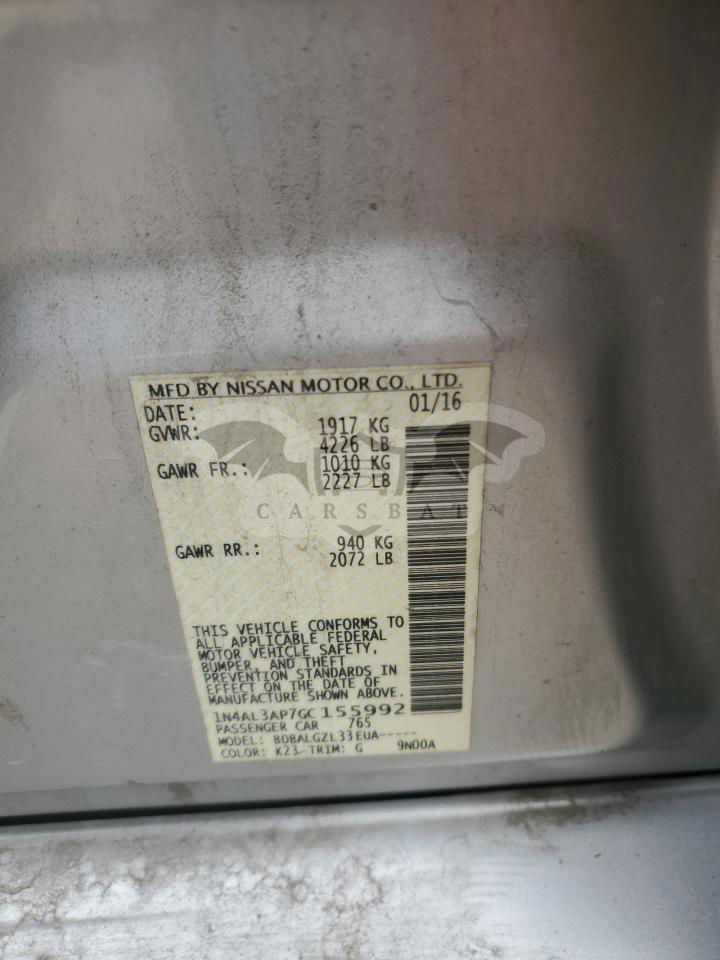 MFD BY NISSAN MOTOR CO., LTD.
DATE: 01/16
GVWR: 1917 KG
4226 LB
GAWR FR.: 1010 KG
2227 LB
CARSBAT
GAWR RR.: 940 KG
2072 LB
THIS VEHICLE CONFORMS TO
ALL APPLICABLE FEDERAL
MOTOR VEHICLE SAFETY,
BUMPER, AND THEFT
PREVENTION STANDARDS IN
EFFECT ON THE DATE OF
MANUFACTURE SHOWN ABOVE.
1N4AL3AP7GC155992
PASSENGER CAR 765
MODEL: BDBALGZL33EUA-----
COLOR: K23 TRIM: G 9N00A